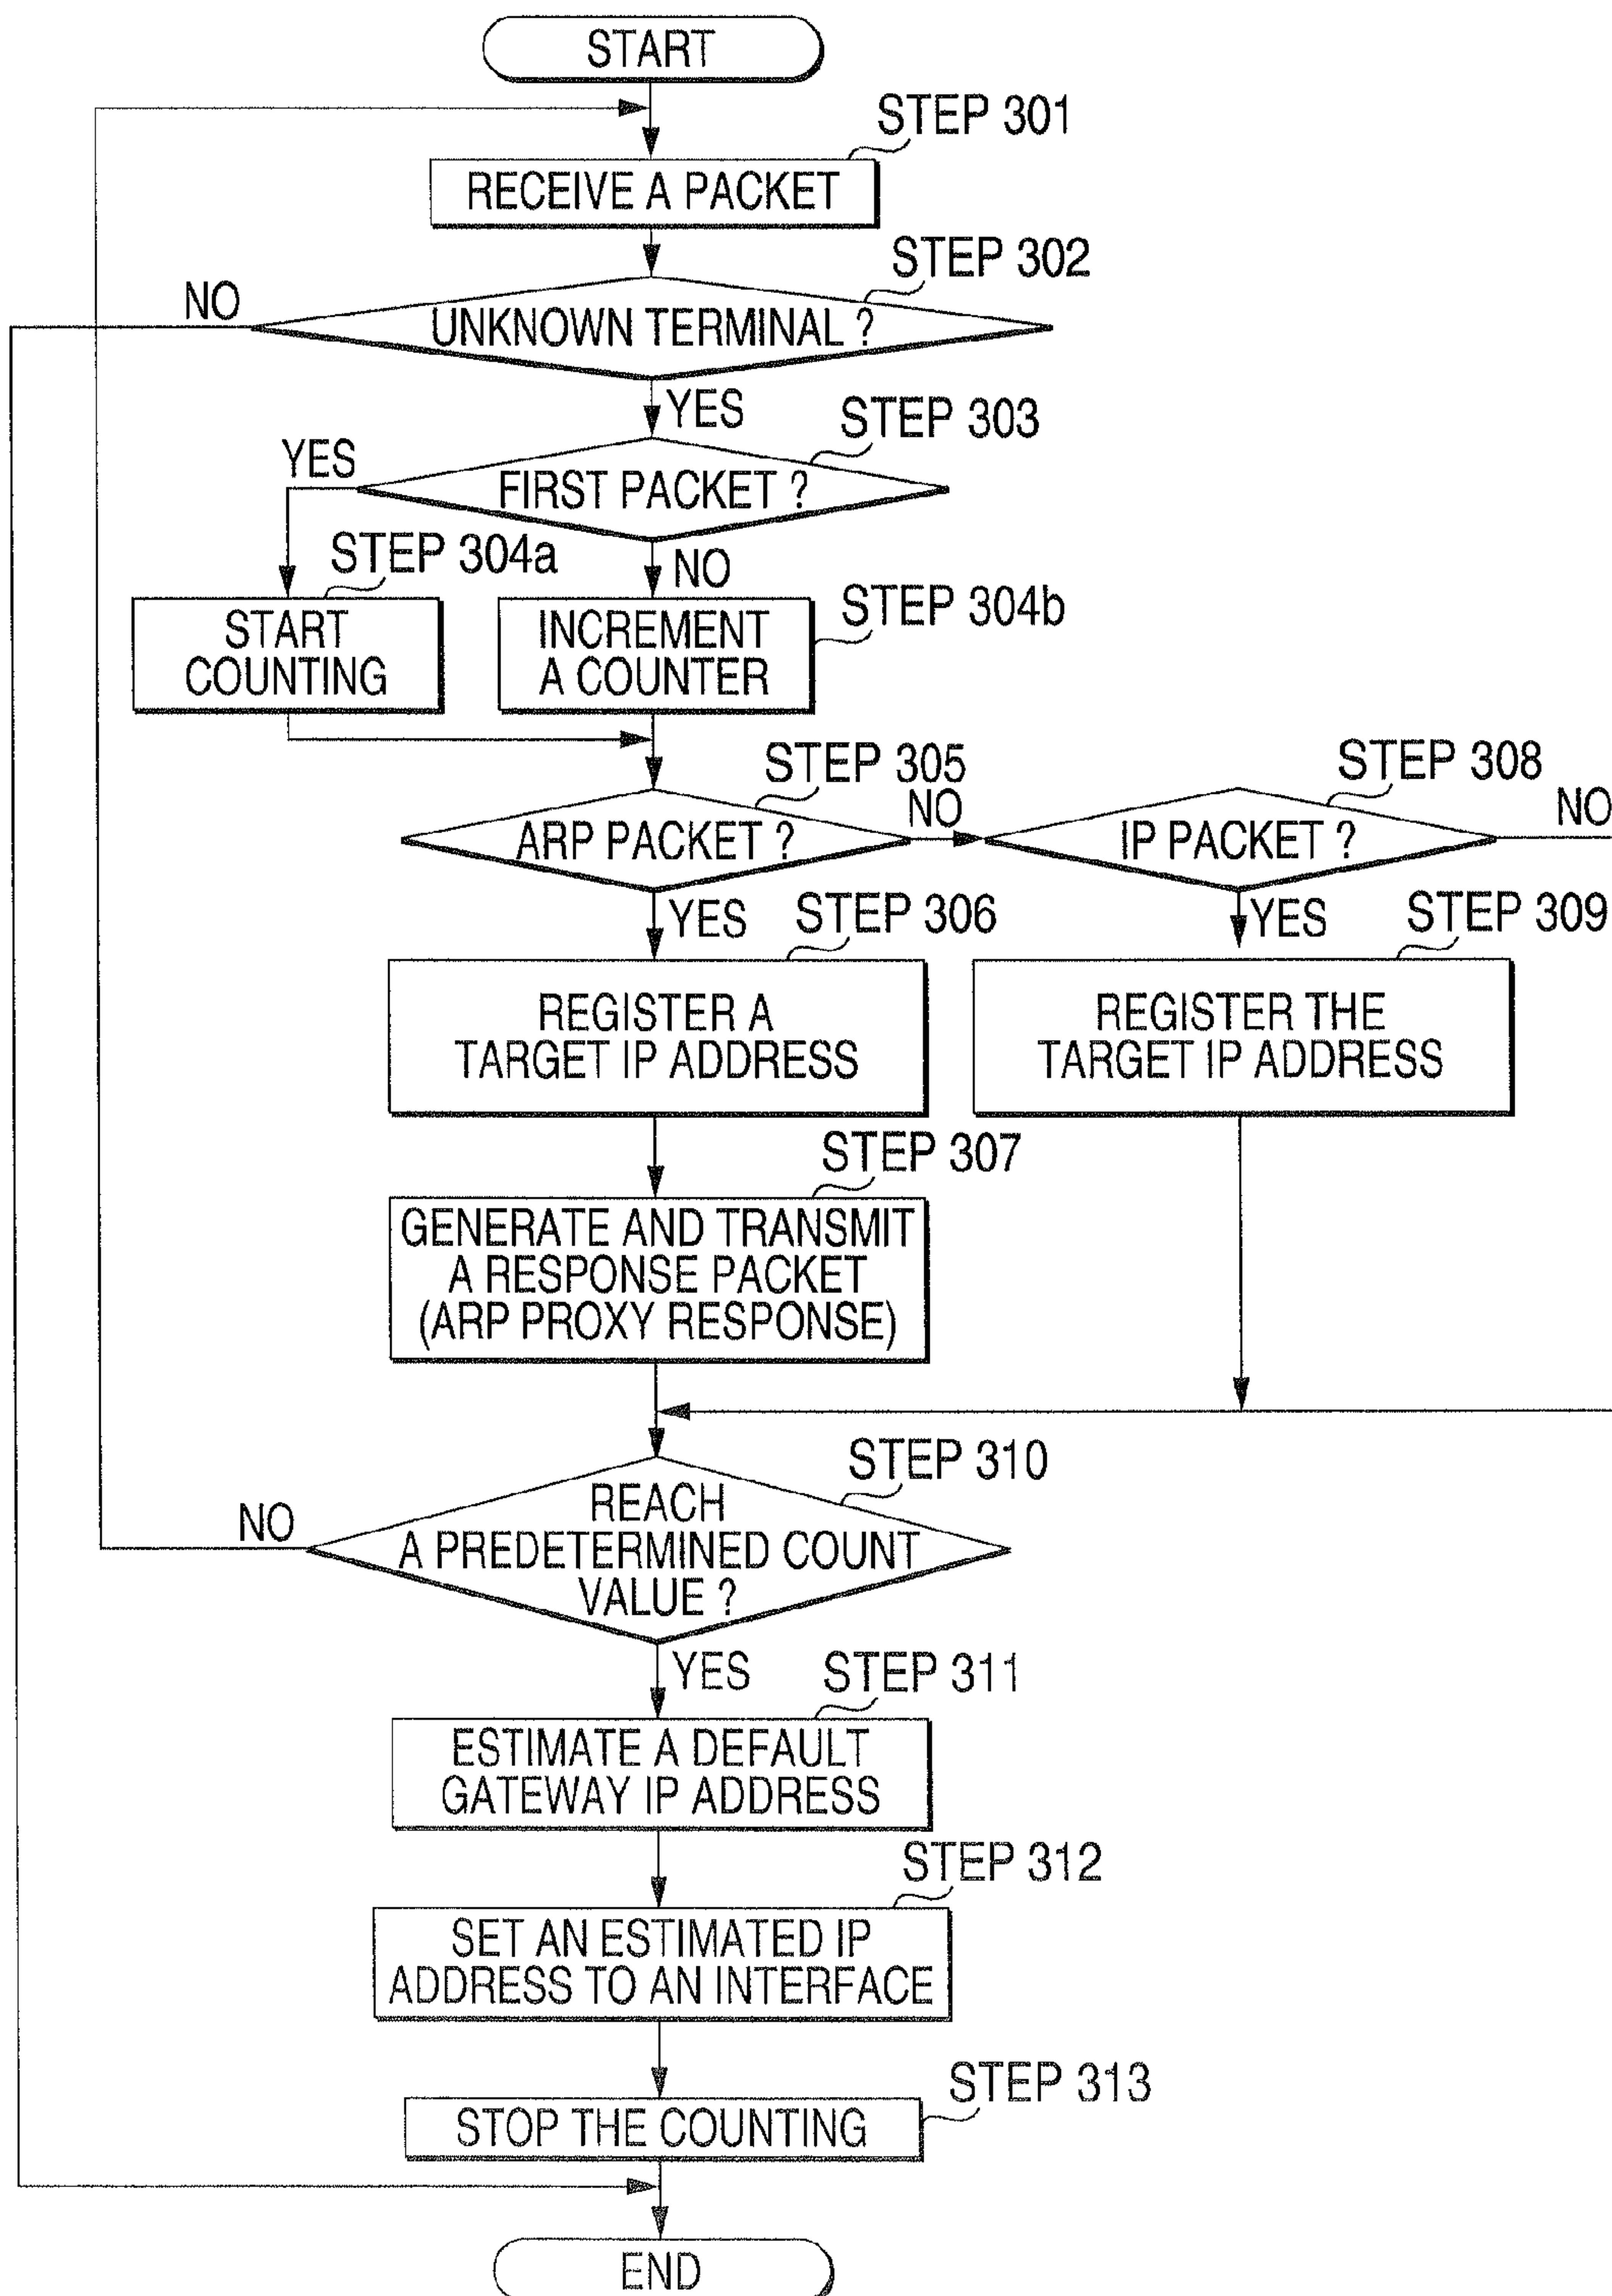 START
STEP 301
RECEIVE A PACKET
STEP 302
NO
UNKNOWN TERMINAL ?
YES
STEP 303
YES
FIRST PACKET ?
STEP 304a
NO
START
COUNTING
STEP 304b
INCREMENT
A COUNTER
STEP 305
NO
STEP 308
NO
ARP PACKET ?
IP PACKET ?
YES
STEP 306
YES
STEP 309
REGISTER A
TARGET IP ADDRESS
REGISTER THE
TARGET IP ADDRESS
STEP 307
GENERATE AND TRANSMIT
A RESPONSE PACKET
(ARP PROXY RESPONSE)
STEP 310
NO
REACH
A PREDETERMINED COUNT
VALUE ?
YES
STEP 311
ESTIMATE A DEFAULT
GATEWAY IP ADDRESS
STEP 312
SET AN ESTIMATED IP
ADDRESS TO AN INTERFACE
STEP 313
STOP THE COUNTING
END